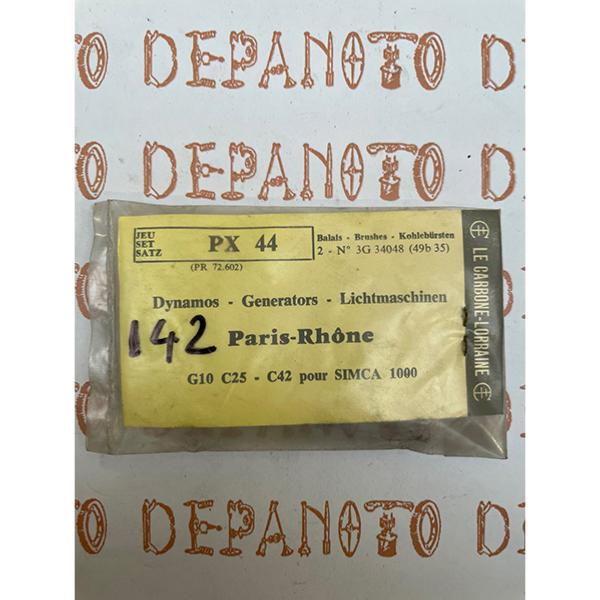 O DEPANOTO D
O DEPANOTO D
JEU
SET
SATZ
PX 44
(PR 72.602)
Balais - Brushes - Kohlebürsten
2 - N° 3G 34048 (49b 35)
Dynamos - Generators - Lichtmaschinen
142
Paris-Rhône
G10 C25 - C42 pour SIMCA 1000
LE CARBONE-LORRAINE
O DEPANOTO D
O DEPANOTO D